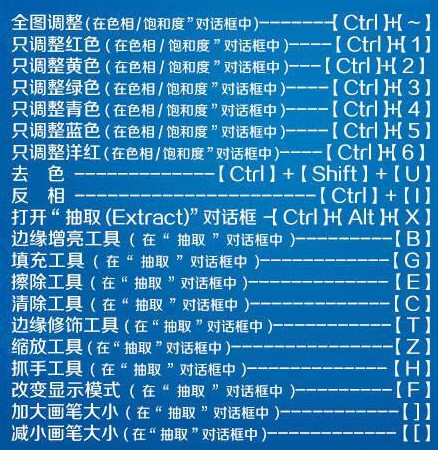 全图调整(在色相/饱和度”对话框中)-----【Ctrl】+【~】
只调整红色(在色相/饱和度”对话框中)---【Ctrl】+【1】
只调整黄色(在色相/饱和度”对话框中)---【Ctrl】+【2】
只调整绿色(在色相/饱和度”对话框中)---【Ctrl】+【3】
只调整青色(在色相/饱和度”对话框中)---【Ctrl】+【4】
只调整蓝色(在色相/饱和度”对话框中)---【Ctrl】+【5】
只调整洋红(在色相/饱和度”对话框中)---【Ctrl】+【6】
去 色 -------------【Ctrl】+【Shift】+【U】
反 相 ----------------------【Ctrl】+【I】
打开“抽取(Extract)”对话框 -【Ctrl】+【Alt】+【X】
边缘增亮工具 ( 在 “ 抽取 ” 对话框中 )---------【B】
填充工具 ( 在 “ 抽取 ” 对话框中 )------------【G】
擦除工具 ( 在 “ 抽取 ” 对话框中 )------------【E】
清除工具 ( 在 “ 抽取 ” 对话框中 )------------【C】
边缘修饰工具 ( 在 “ 抽取 ”对话框中 )----------【T】
缩放工具 ( 在 “ 抽取 ”对话框中 )-------------【Z】
抓手工具 ( 在 “ 抽取 ” 对话框中 )------------【H】
改变显示模式 ( 在 “ 抽取 ” 对话框中 )---------【F】
加大画笔大小 ( 在 “ 抽取 ” 对话框中 )---------【]】
减小画笔大小 ( 在 “ 抽取 ”对话框中 )----------【[】